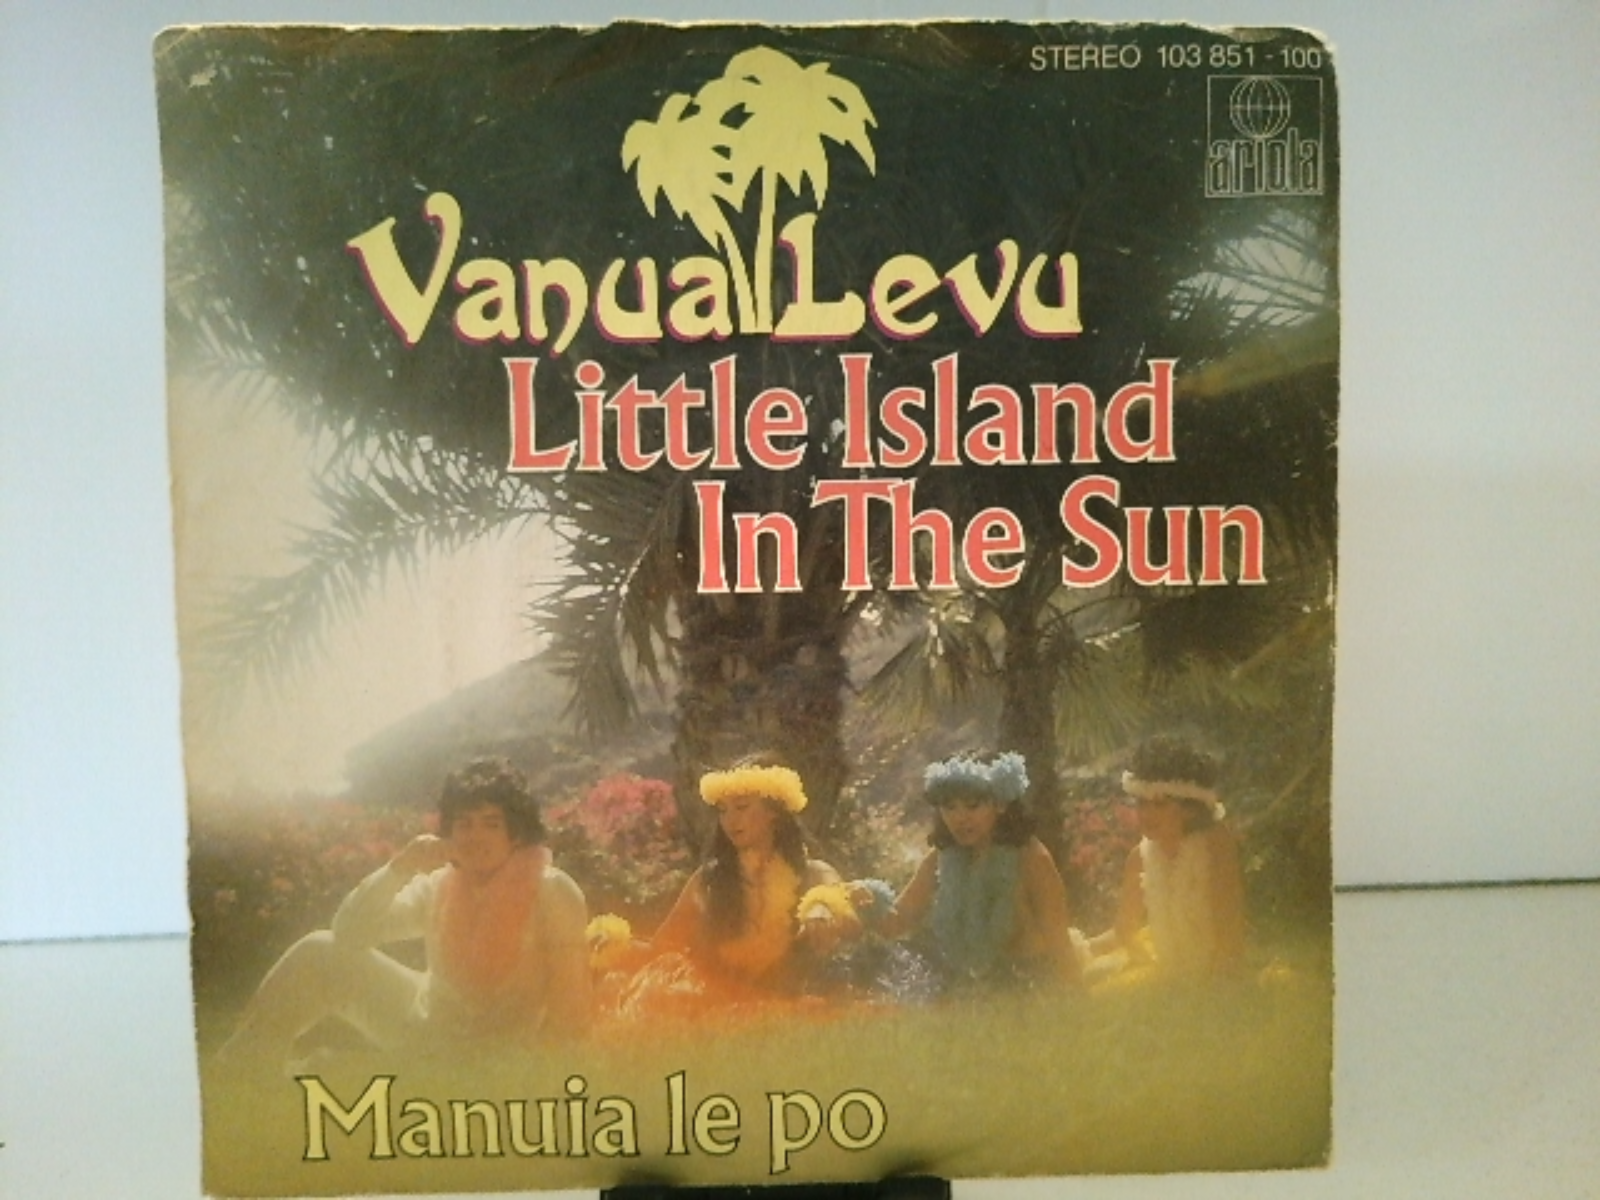 STEREO 103 851 - 100
ariola
Vanua Levu
Little Island
In The Sun
Manuia le po